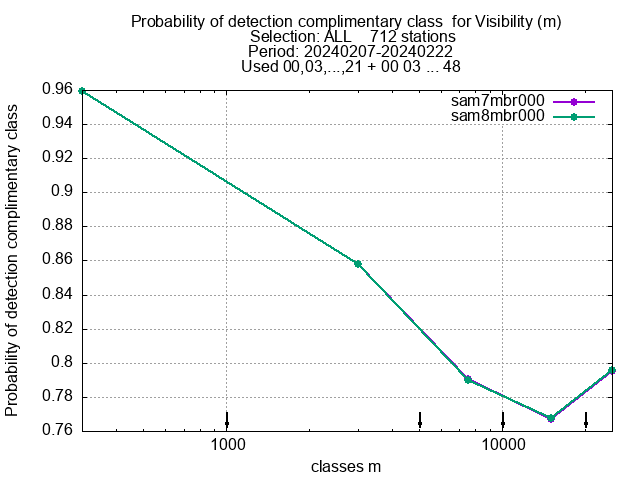 Probability of detection complimentary class  for Visibility (m)
Selection: ALL    712 stations
Period: 20240207-20240222
Used 00,03,...,21 + 00 03 ... 48
sam7mbr000
sam8mbr000
Probability of detection complimentary class
0.96
0.94
0.92
0.9
0.88
0.86
0.84
0.82
0.8
0.78
0.76
1000
10000
classes m